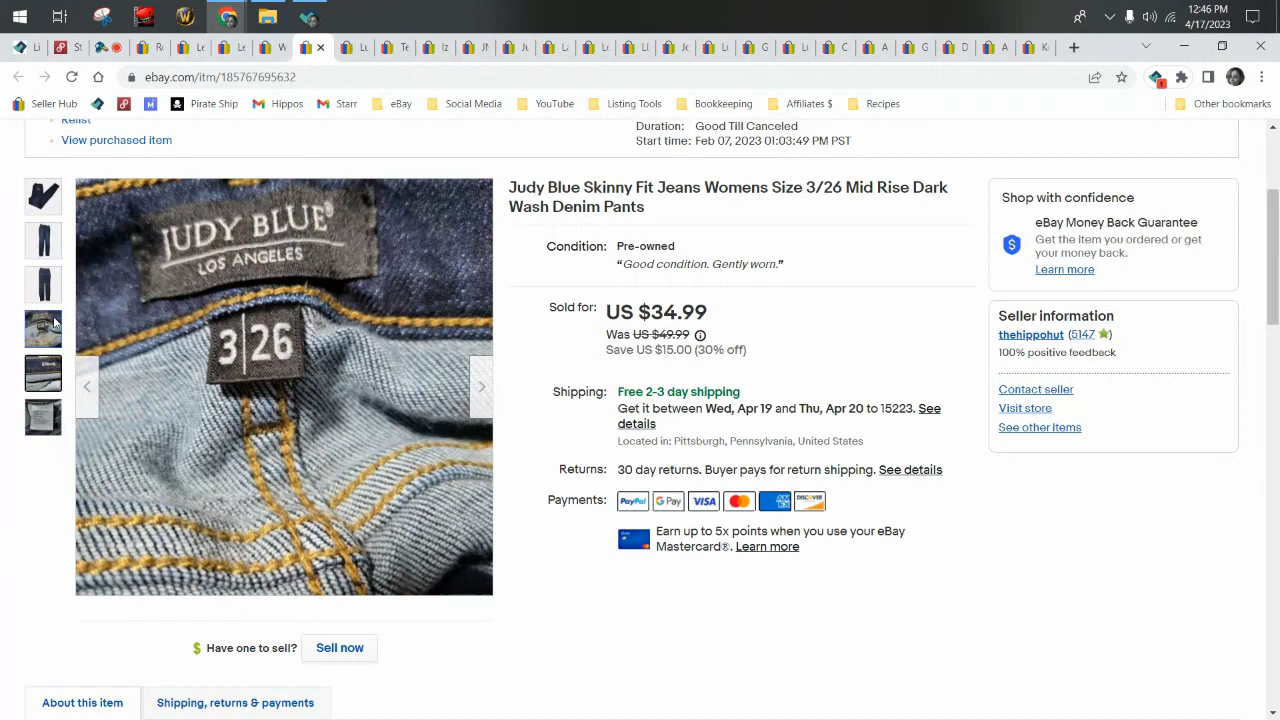 12:46 PM
4/17/2023
ebay.com/itm/185767695632
Seller Hub
Pirate Ship
Hippos
Starr
eBay
Social Media
YouTube
Listing Tools
Bookkeeping
Affiliates $
Recipes
Other bookmarks
Relist
View purchased item
Duration: Good Till Canceled
Start time: Feb 07, 2023 01:03:49 PM PST
JUDY BLUE®
LOS ANGELES
3|26
Judy Blue Skinny Fit Jeans Womens Size 3/26 Mid Rise Dark
Wash Denim Pants
Condition: Pre-owned
“Good condition. Gently worn.”
Sold for: US $34.99
Was US $49.99
Save US $15.00 (30% off)
Shipping: Free 2-3 day shipping
Get it between Wed, Apr 19 and Thu, Apr 20 to 15223. See
details
Located in: Pittsburgh, Pennsylvania, United States
Returns: 30 day returns. Buyer pays for return shipping. See details
Payments: PayPal G Pay VISA AM EX DISCOVER
Earn up to 5x points when you use your eBay
Mastercard®. Learn more
Shop with confidence
eBay Money Back Guarantee
Get the item you ordered or get
your money back.
Learn more
Seller information
thehippohut (5147)
100% positive feedback
Contact seller
Visit store
See other items
Have one to sell? Sell now
About this item
Shipping, returns & payments